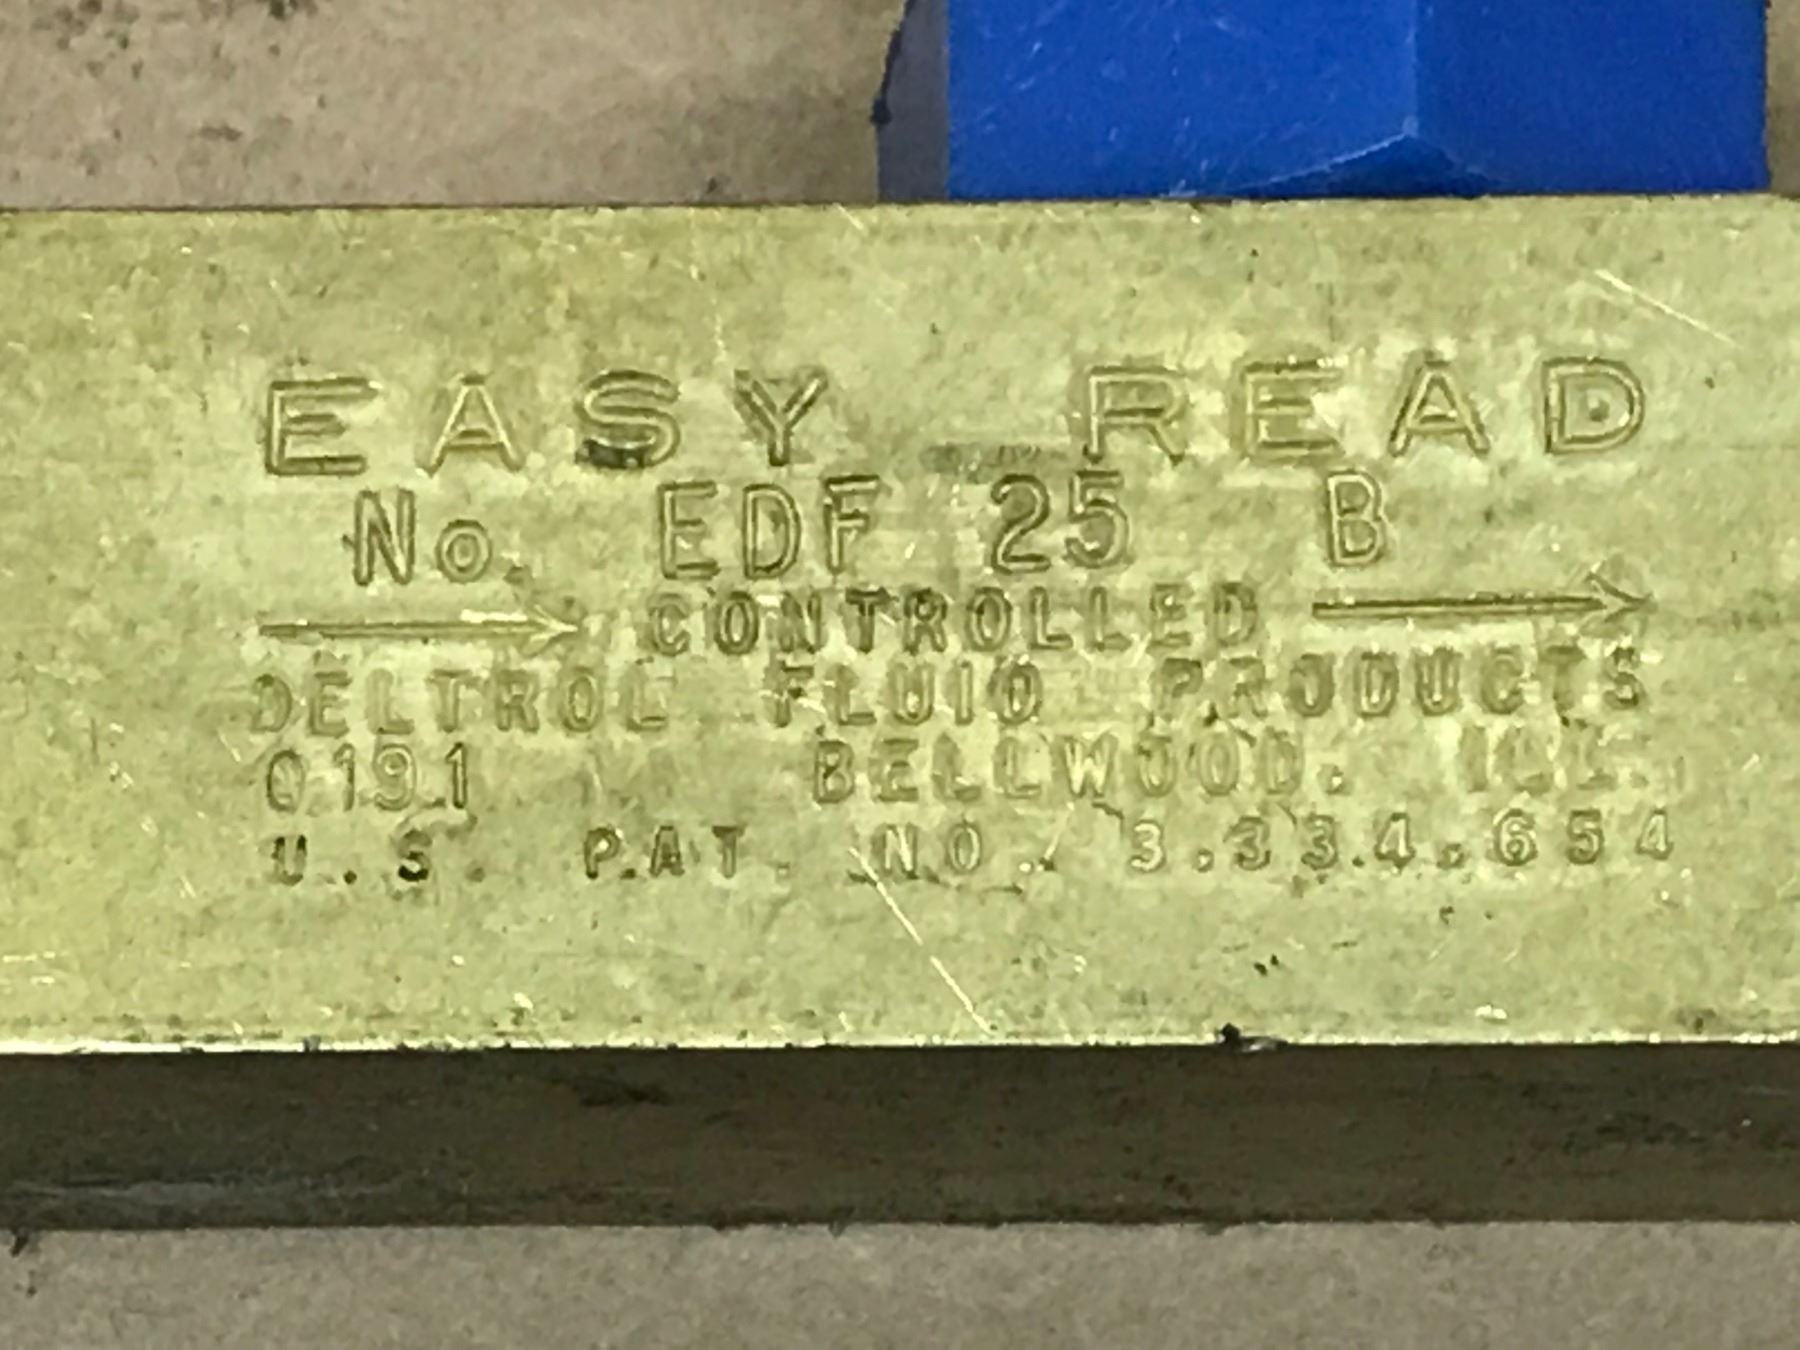 EASY READ
No. EDF 25 B
→ CONTROLLED →
DELTROL FLUID PRODUCTS
0191 BELLWOOD. ILL.
U.S. PAT. NO. 3.334.654